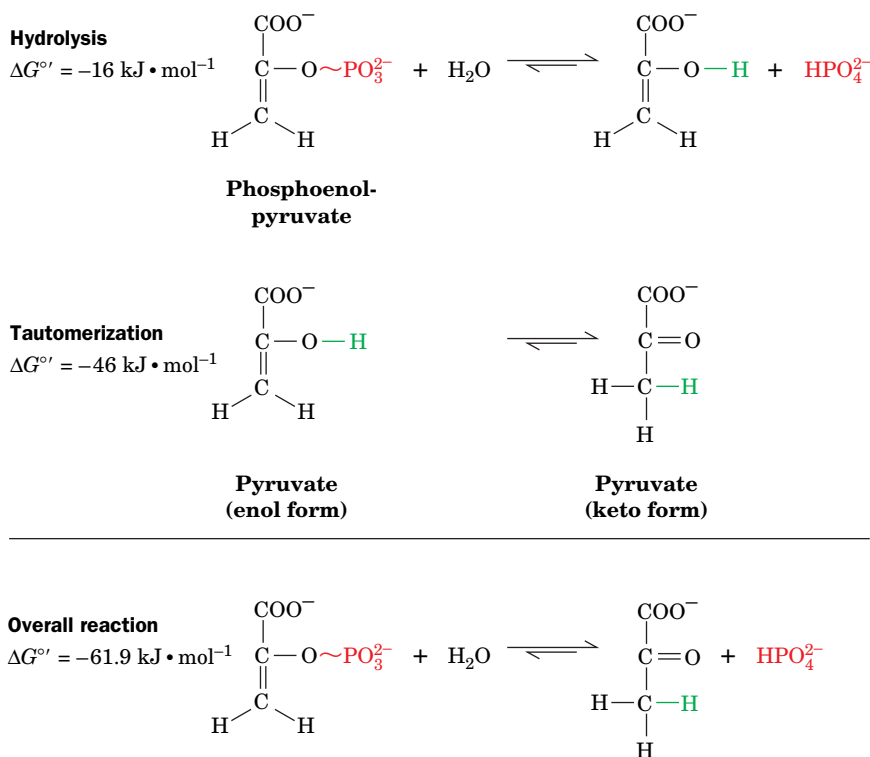 Hydrolysis
ΔG°′ = −16 kJ • mol⁻¹
COO⁻
C — O ~ PO₃²⁻ + H₂O
C
H H
COO⁻
C — O — H + HPO₄²⁻
C
H H
Phosphoenol-
pyruvate
Tautomerization
ΔG°′ = −46 kJ • mol⁻¹
COO⁻
C — O — H
C
H H
COO⁻
C = O
H — C — H
H
Pyruvate
(enol form)
Pyruvate
(keto form)
Overall reaction
ΔG°′ = −61.9 kJ • mol⁻¹
COO⁻
C — O ~ PO₃²⁻ + H₂O
C
H H
COO⁻
C = O + HPO₄²⁻
H — C — H
H